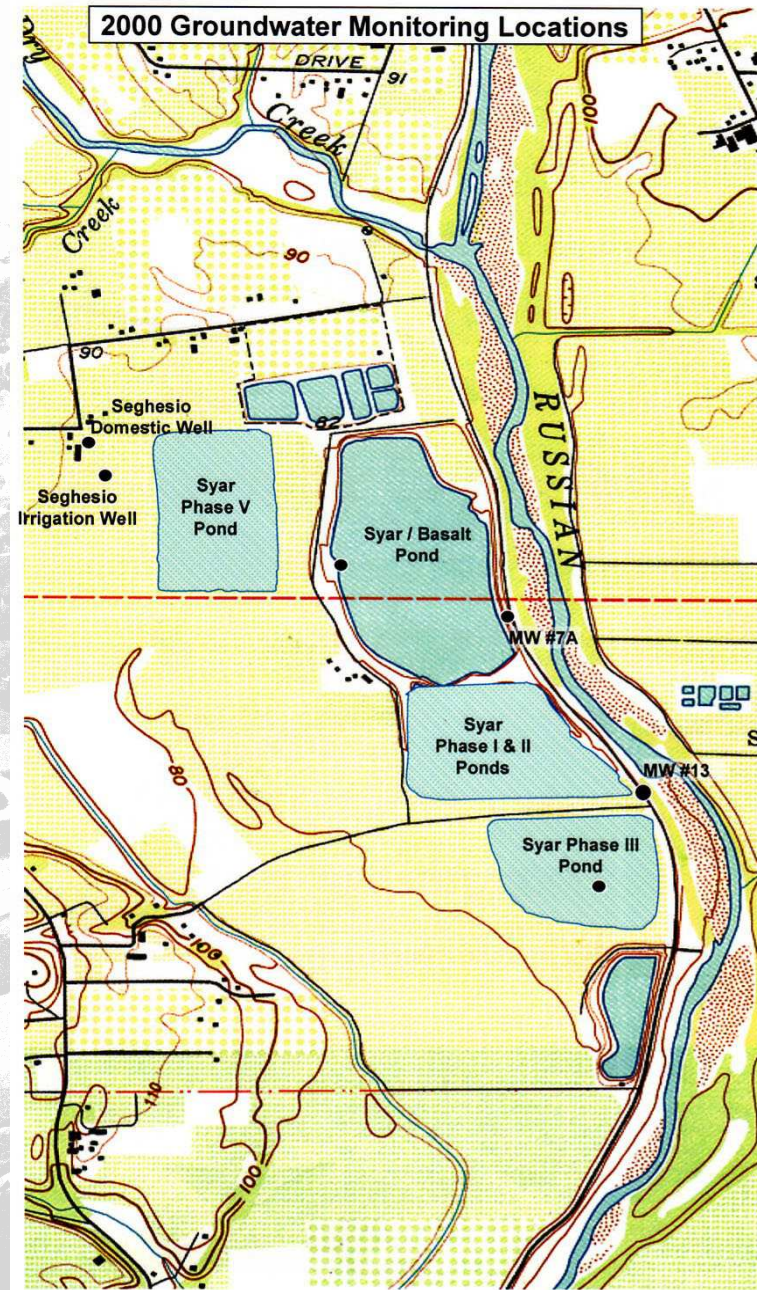 2000 Groundwater Monitoring Locations
DRIVE
91
Creek
100
Creek
90
90
RUSSIAN
82
Seghesio
Domestic Well
Seghesio
Irrigation Well
Syar
Phase V
Pond
Syar / Basalt
Pond
MW #7A
Syar
Phase I & II
Ponds
S
MW #13
80
Syar Phase III
Pond
100
110
100